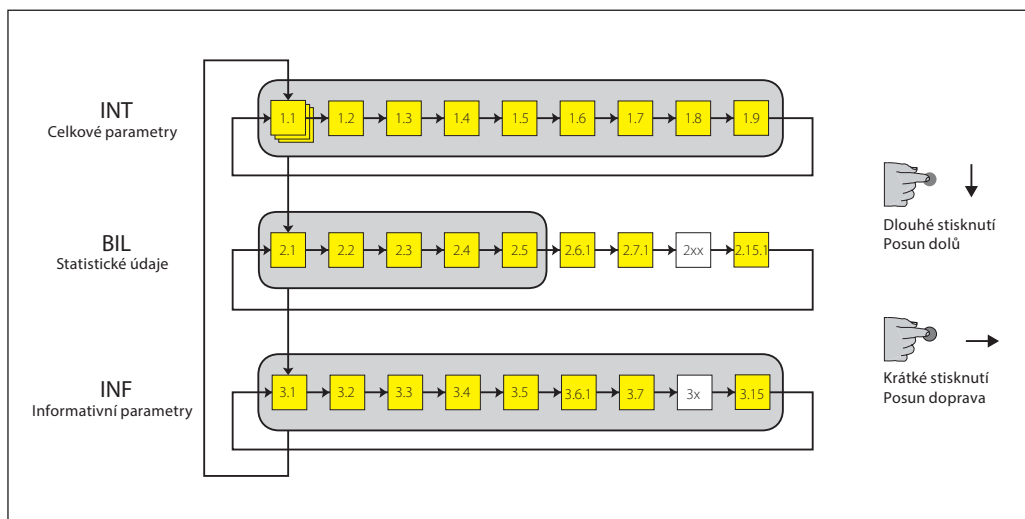 INT
Celkové parametry
1.1 1.2 1.3 1.4 1.5 1.6 1.7 1.8 1.9
Dlouhé stisknutí
Posun dolů
BIL
Statistické údaje
2.1 2.2 2.3 2.4 2.5 2.6.1 2.7.1 2xx 2.15.1
Krátké stisknutí
Posun doprava
INF
Informativní parametry
3.1 3.2 3.3 3.4 3.5 3.6.1 3.7 3x 3.15